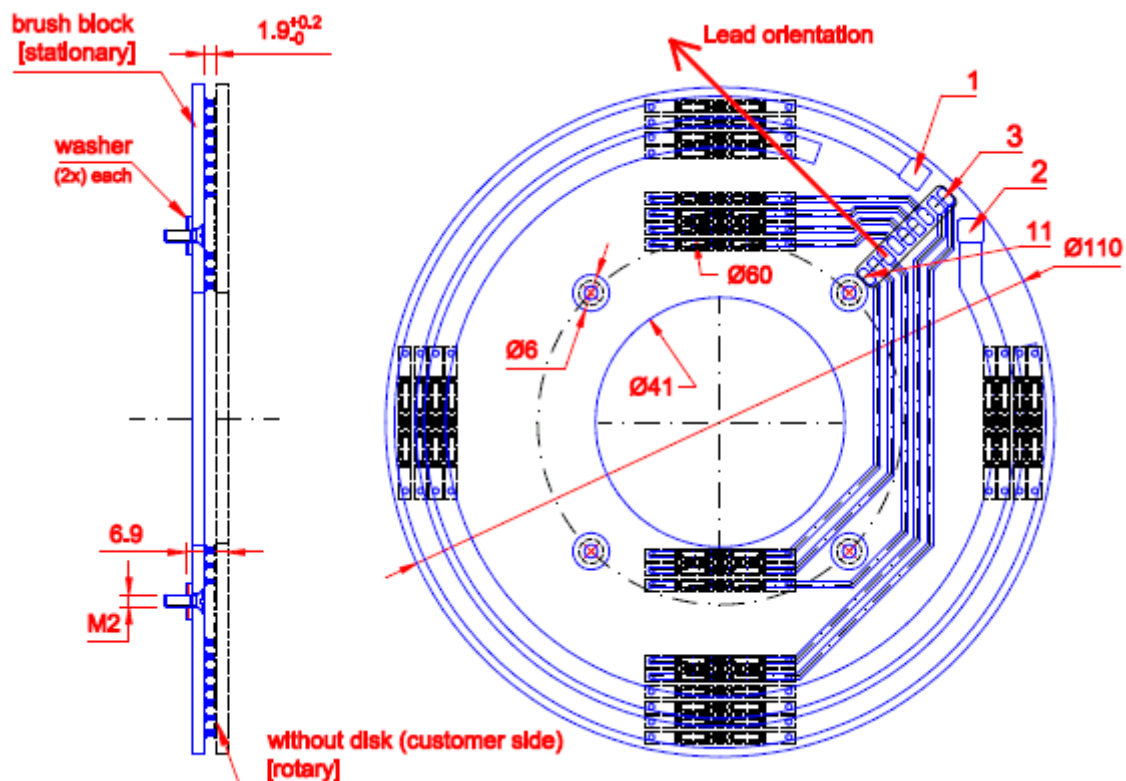 brush block
[stationary]
1.9+0.2
-0
Lead orientation
1
washer
(2x) each
3
2
11
Ø110
Ø60
Ø6
Ø41
6.9
M2
without disk (customer side)
[rotary]